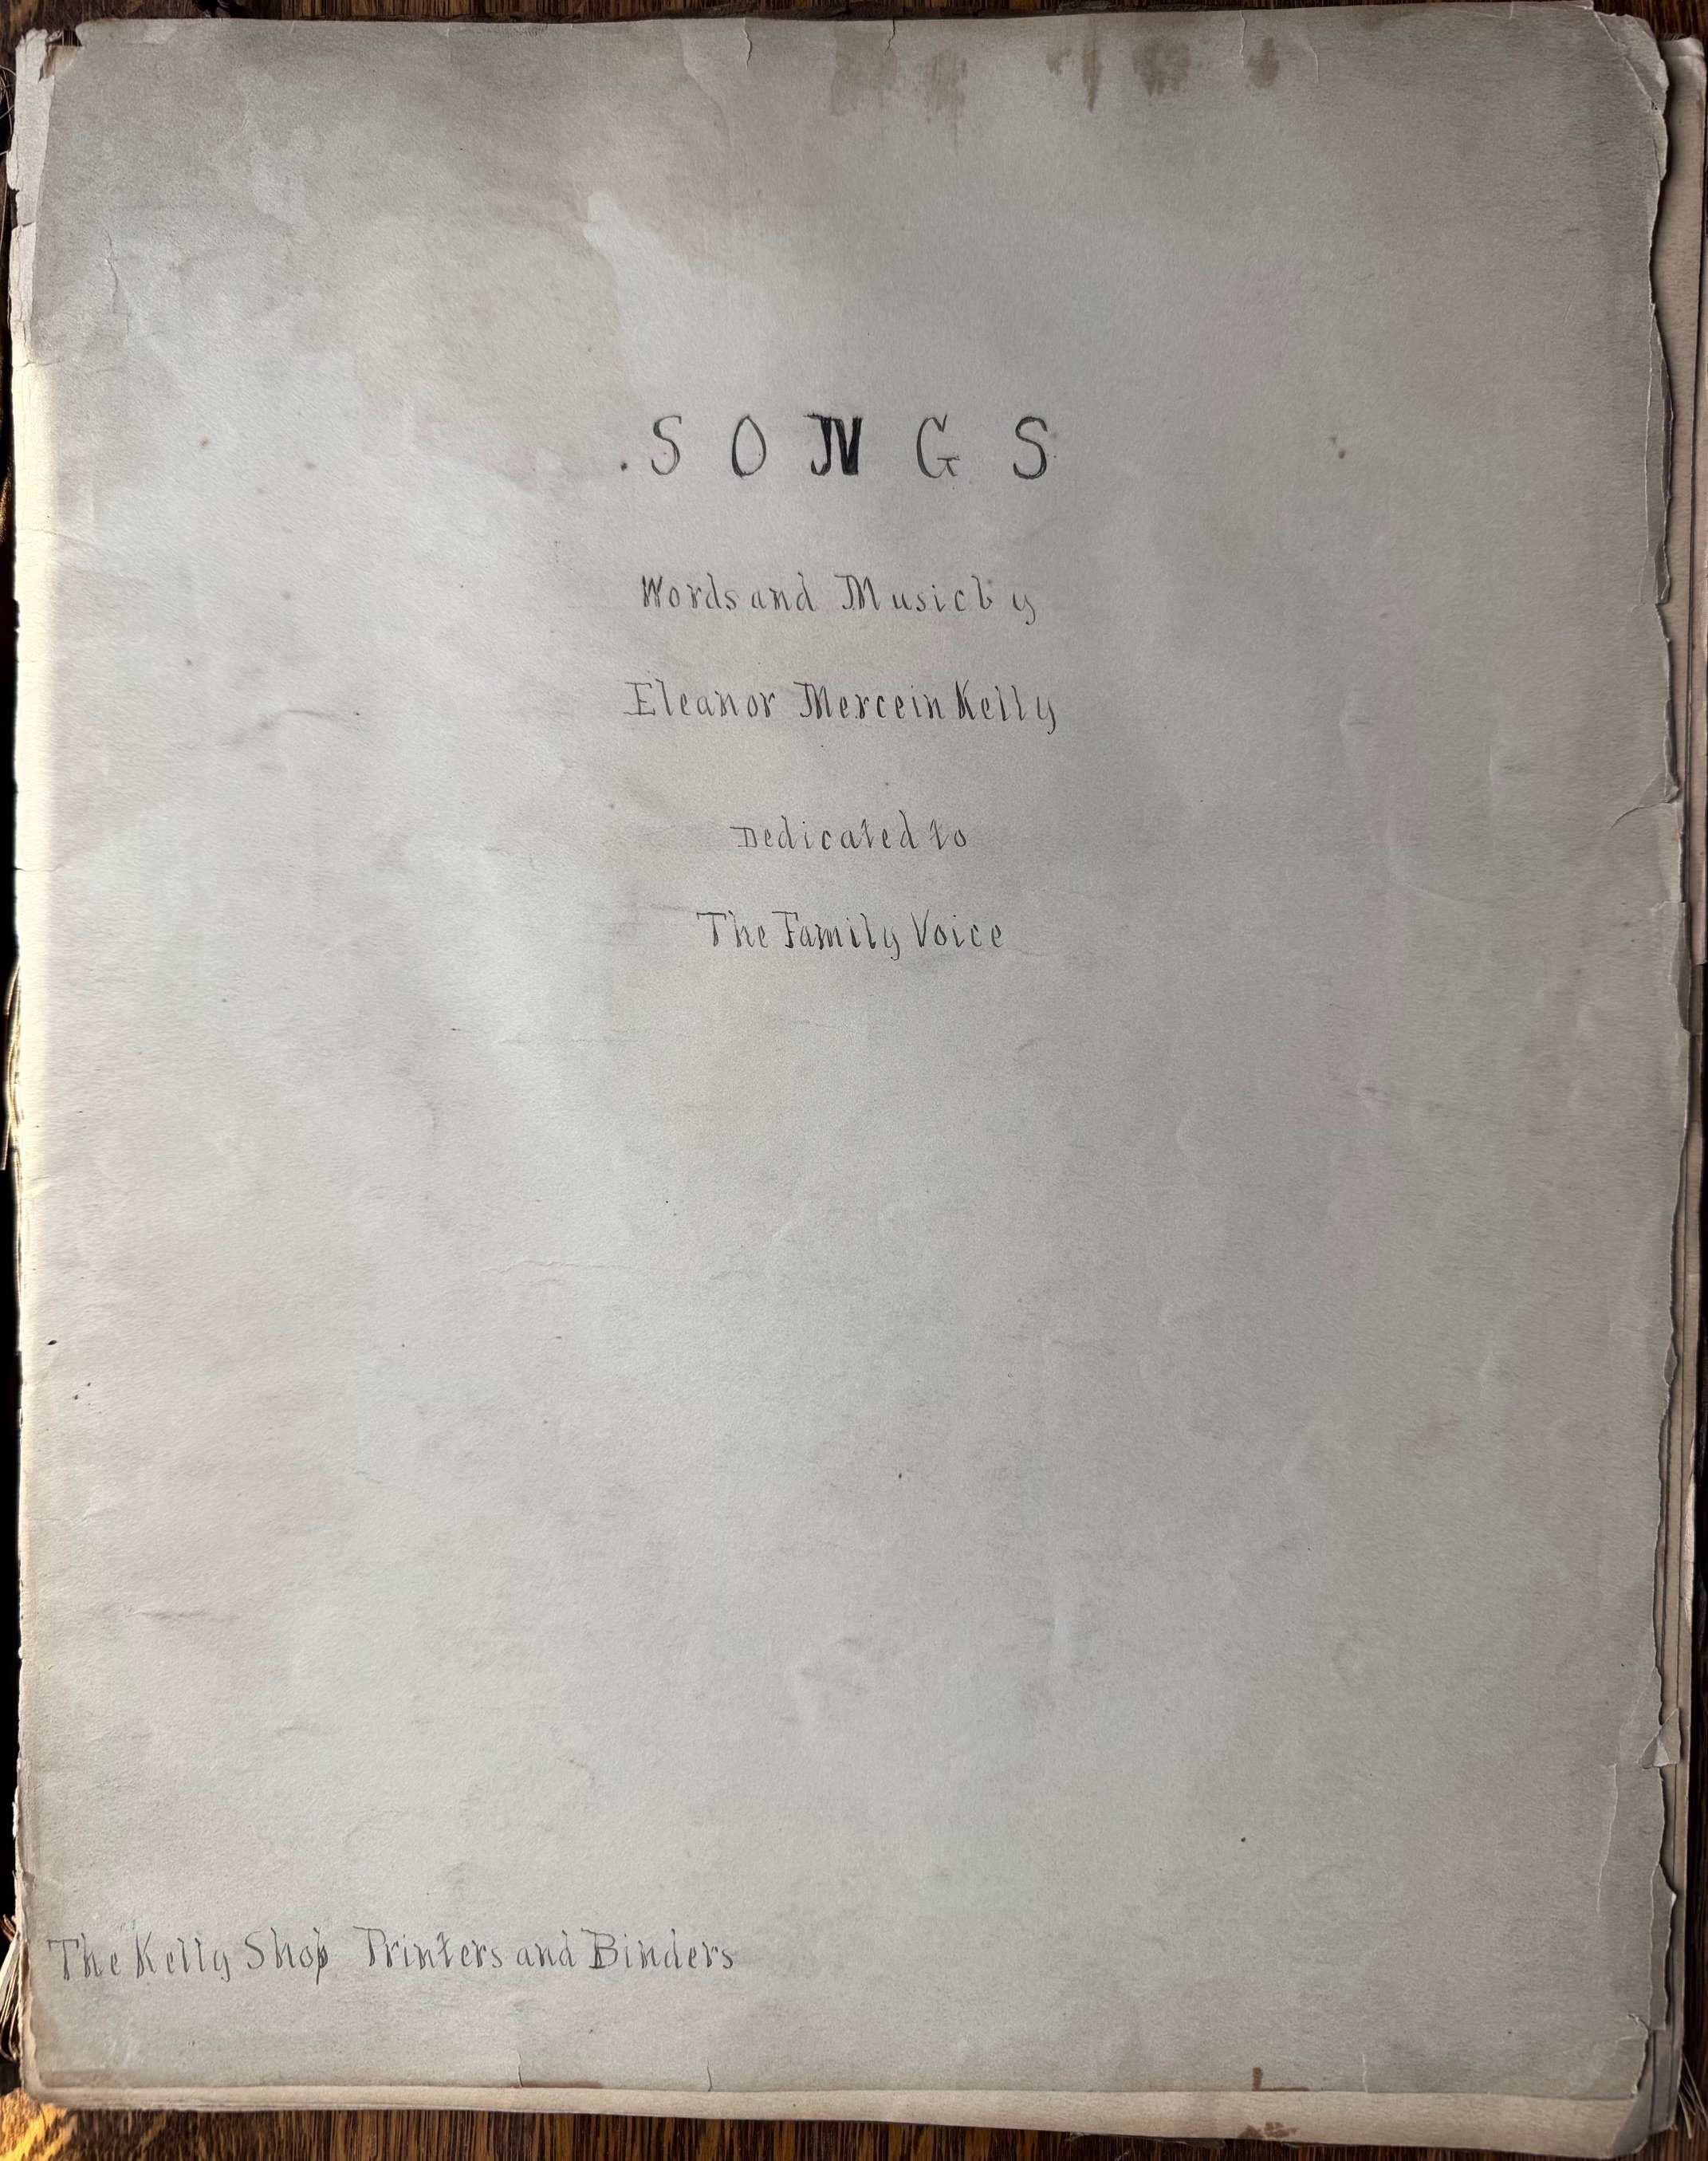 SONGS
Words and Music by
Eleanor Mercein Kelly
Dedicated to
The Family Voice
The Kelly Shop Printers and Binders